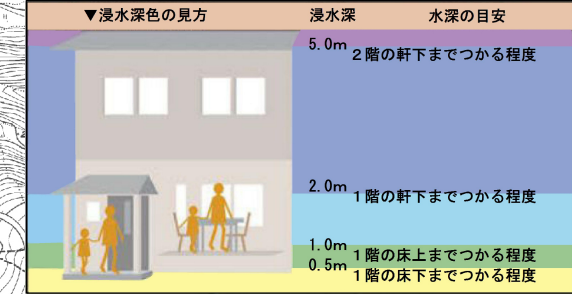 ▼浸水深色の見方 浸水深 水深の目安
5.0m 2階の軒下までつかる程度
2.0m 1階の軒下までつかる程度
1.0m 1階の床上までつかる程度
0.5m 1階の床下までつかる程度